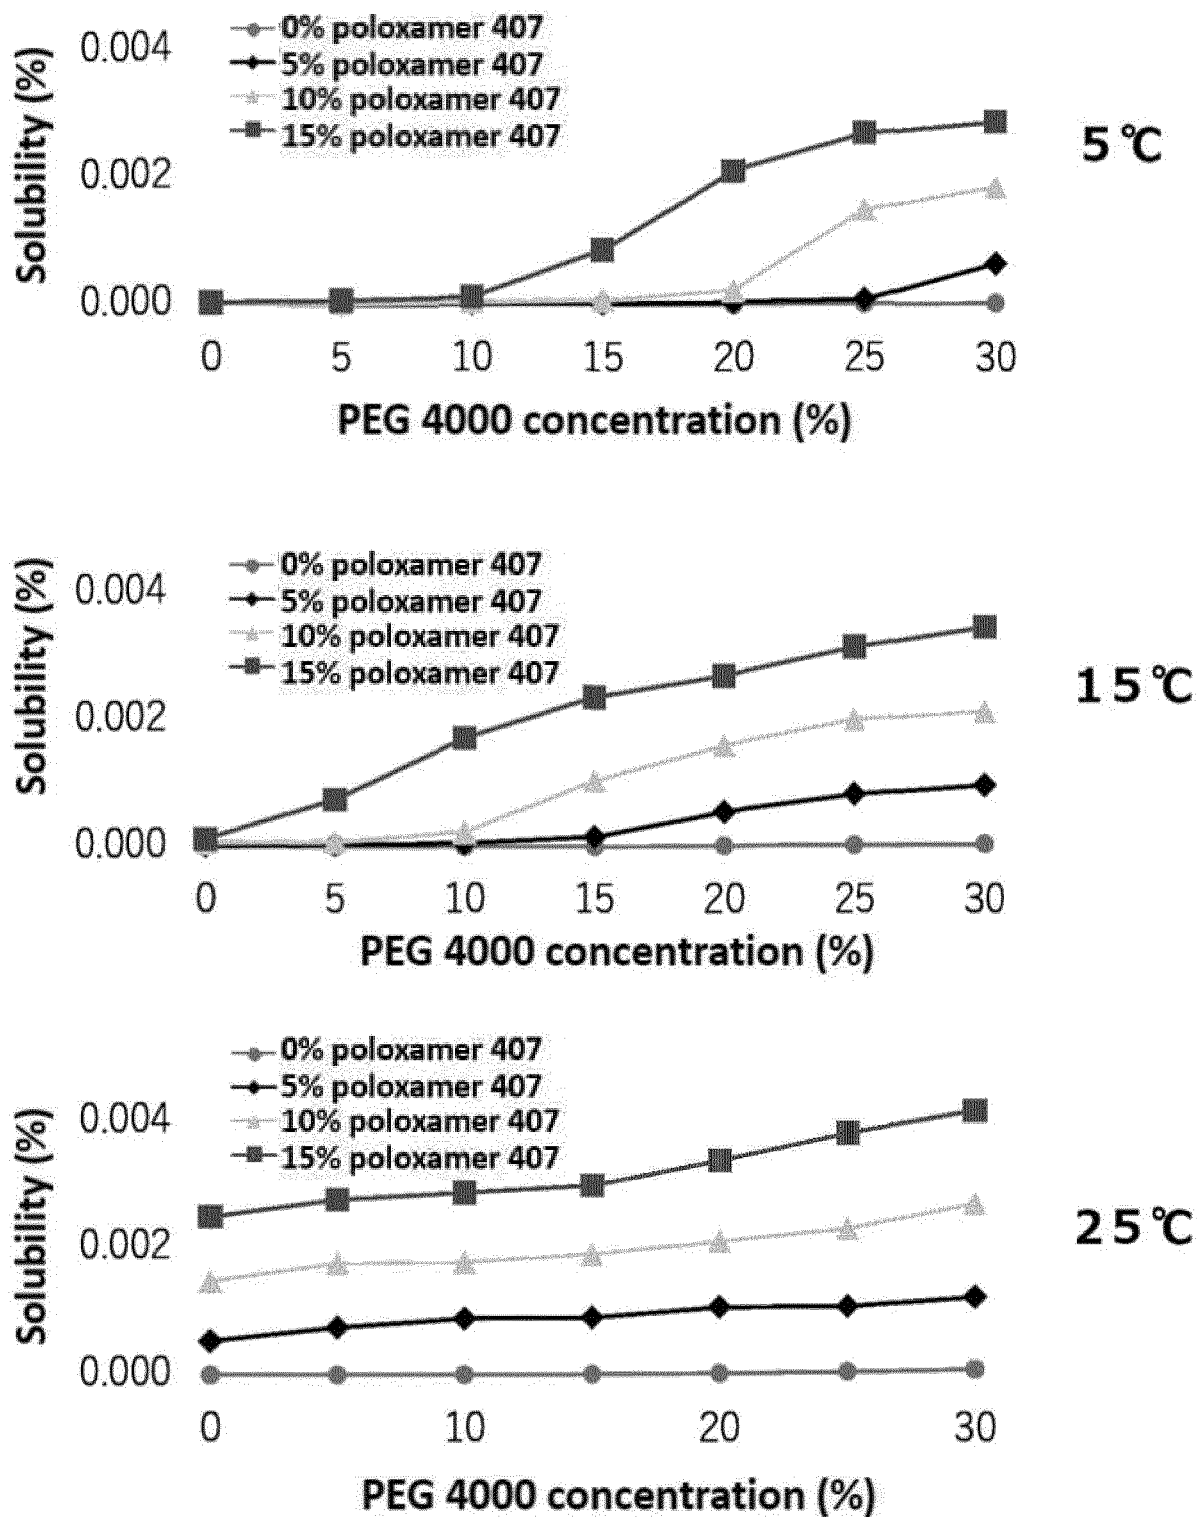 0% poloxamer 407
5% poloxamer 407
10% poloxamer 407
15% poloxamer 407
Solubility (%)
0.004
0.002
0.000
0 5 10 15 20 25 30
PEG 4000 concentration (%)
5℃
0% poloxamer 407
5% poloxamer 407
10% poloxamer 407
15% poloxamer 407
Solubility (%)
0.004
0.002
0.000
0 5 10 15 20 25 30
PEG 4000 concentration (%)
15℃
0% poloxamer 407
5% poloxamer 407
10% poloxamer 407
15% poloxamer 407
Solubility (%)
0.004
0.002
0.000
0 10 20 30
PEG 4000 concentration (%)
25℃